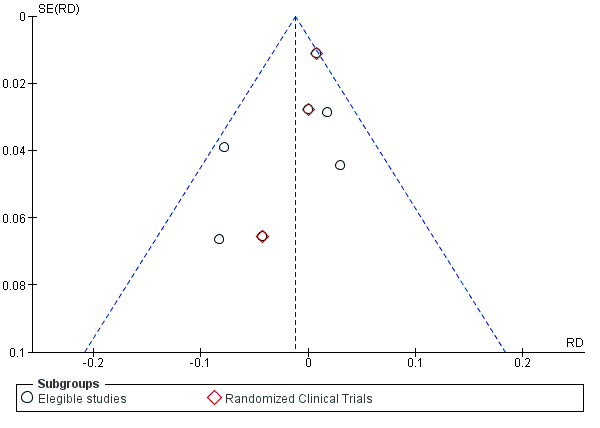 SE(RD)
0
0.02
0.04
0.06
0.08
0.1
RD
-0.2
-0.1
0
0.1
0.2
Subgroups
Elegible studies
Randomized Clinical Trials